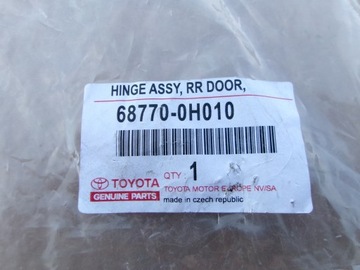 HINGE ASSY, RR DOOR,
68770-0H010
QTY : 1
TOYOTA
GENUINE PARTS
TOYOTA MOTOR EUROPE NV/SA
made in czech republic